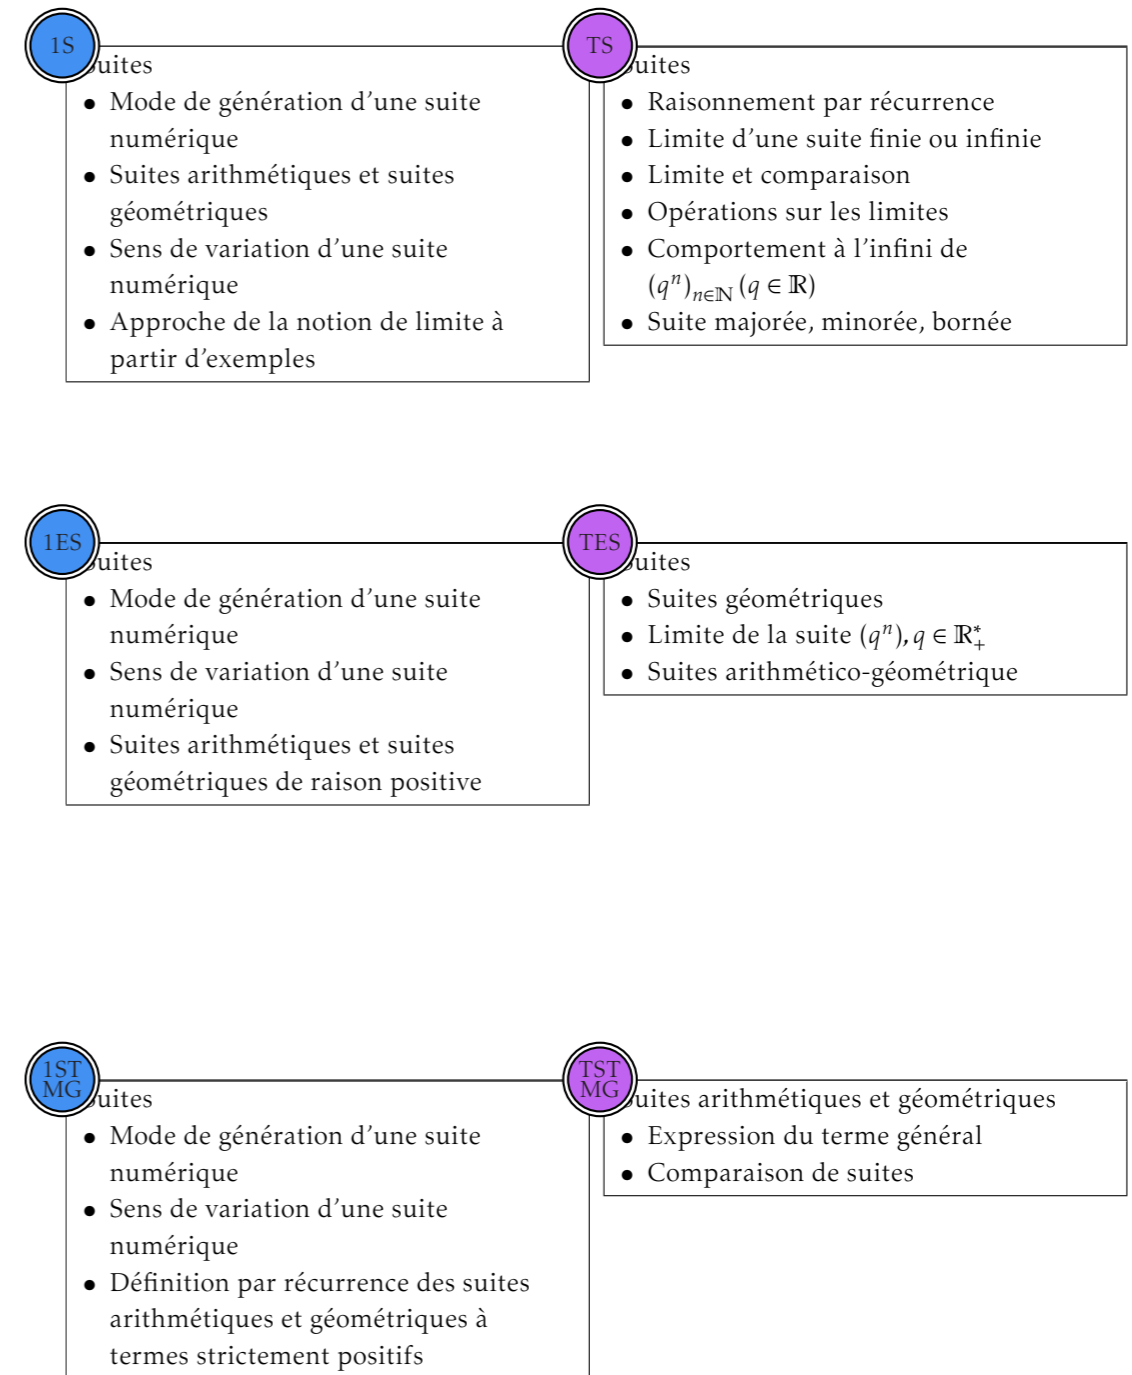 1S
Suites
• Mode de génération d'une suite
numérique
• Suites arithmétiques et suites
géométriques
• Sens de variation d'une suite
numérique
• Approche de la notion de limite à
partir d'exemples
TS
Suites
• Raisonnement par récurrence
• Limite d'une suite finie ou infinie
• Limite et comparaison
• Opérations sur les limites
• Comportement à l'infini de
(qⁿ)ₙ∈ℕ (q ∈ ℝ)
• Suite majorée, minorée, bornée
1ES
Suites
• Mode de génération d'une suite
numérique
• Sens de variation d'une suite
numérique
• Suites arithmétiques et suites
géométriques de raison positive
TES
Suites
• Suites géométriques
• Limite de la suite (qⁿ), q ∈ ℝ₊*
• Suites arithmético-géométrique
1ST
MG
Suites
• Mode de génération d'une suite
numérique
• Sens de variation d'une suite
numérique
• Définition par récurrence des suites
arithmétiques et géométriques à
termes strictement positifs
TST
MG
Suites arithmétiques et géométriques
• Expression du terme général
• Comparaison de suites